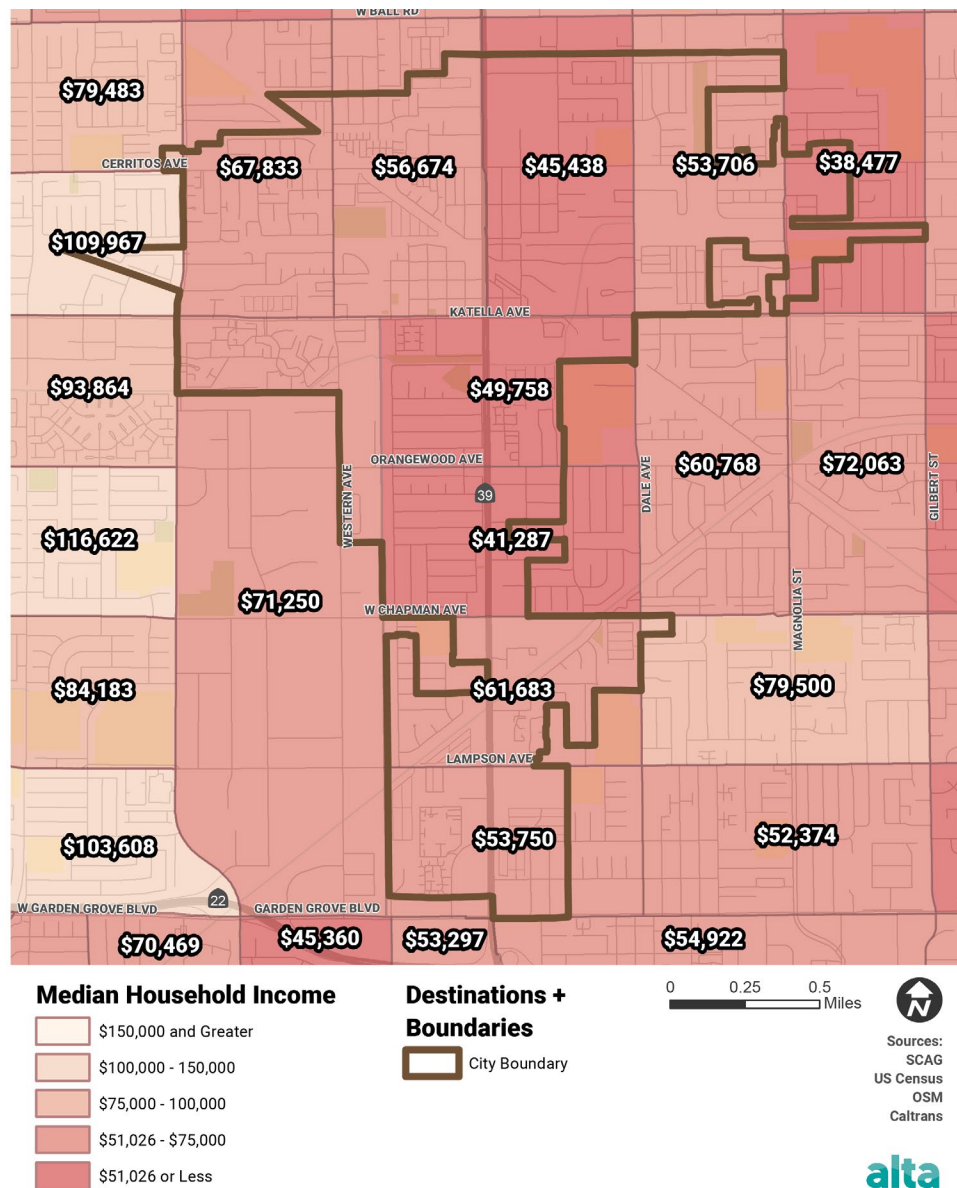 W BALL RD
$79,483
CERRITOS AVE
$67,833
$56,674
$45,438
$53,706
$38,477
$109,967
KATELLA AVE
$93,864
$49,758
ORANGEWOOD AVE
$60,768
$72,063
WESTERN AVE
DALE AVE
GILBERT ST
39
$116,622
$41,287
$71,250
W CHAPMAN AVE
MAGNOLIA ST
$84,183
$61,683
$79,500
LAMPSON AVE
$103,608
$53,750
$52,374
22
W GARDEN GROVE BLVD
GARDEN GROVE BLVD
$70,469
$45,360
$53,297
$54,922
Median Household Income
$150,000 and Greater
$100,000 - 150,000
$75,000 - 100,000
$51,026 - $75,000
$51,026 or Less
Destinations +
Boundaries
City Boundary
0 0.25 0.5
Miles
N
Sources:
SCAG
US Census
OSM
Caltrans
alta